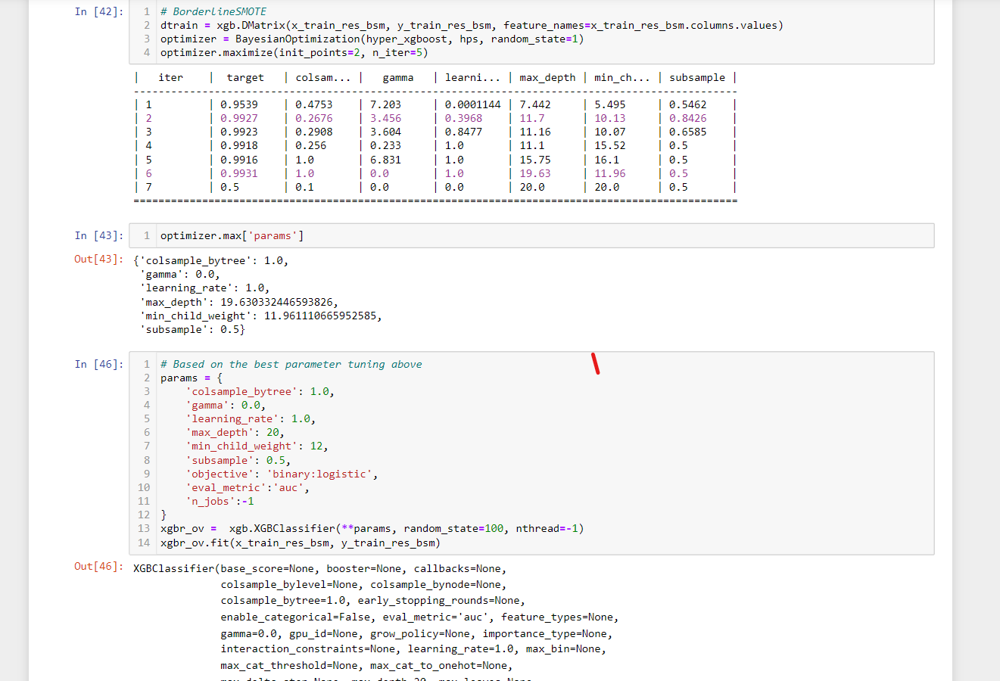 In [42]:
1 # BorderlineSMOTE
2 dtrain = xgb.DMatrix(x_train_res_bsm, y_train_res_bsm, feature_names=x_train_res_bsm.columns.values)
3 optimizer = BayesianOptimization(hyper_xgboost, hps, random_state=1)
4 optimizer.maximize(init_points=2, n_iter=5)
| iter | target | colsam... | gamma | learni... | max_depth | min_ch... | subsample |
-------------------------------------------------------------------------------------------------
| 1 | 0.9539 | 0.4753 | 7.203 | 0.0001144 | 7.442 | 5.495 | 0.5462 |
| 2 | 0.9927 | 0.2676 | 3.456 | 0.3968 | 11.7 | 10.13 | 0.8426 |
| 3 | 0.9923 | 0.2908 | 3.604 | 0.8477 | 11.16 | 10.07 | 0.6585 |
| 4 | 0.9918 | 0.256 | 0.233 | 1.0 | 11.1 | 15.52 | 0.5 |
| 5 | 0.9916 | 1.0 | 6.831 | 1.0 | 15.75 | 16.1 | 0.5 |
| 6 | 0.9931 | 1.0 | 0.0 | 1.0 | 19.63 | 11.96 | 0.5 |
| 7 | 0.5 | 0.1 | 0.0 | 0.0 | 20.0 | 20.0 | 0.5 |
=================================================================================================
In [43]:
1 optimizer.max['params']
Out[43]: {'colsample_bytree': 1.0,
'gamma': 0.0,
'learning_rate': 1.0,
'max_depth': 19.630332446593826,
'min_child_weight': 11.961110665952585,
'subsample': 0.5}
In [46]:
1 # Based on the best parameter tuning above
2 params = {
3 'colsample_bytree': 1.0,
4 'gamma': 0.0,
5 'learning_rate': 1.0,
6 'max_depth': 20,
7 'min_child_weight': 12,
8 'subsample': 0.5,
9 'objective': 'binary:logistic',
10 'eval_metric':'auc',
11 'n_jobs':-1
12 }
13 xgbr_ov = xgb.XGBClassifier(**params, random_state=100, nthread=-1)
14 xgbr_ov.fit(x_train_res_bsm, y_train_res_bsm)
Out[46]: XGBClassifier(base_score=None, booster=None, callbacks=None,
colsample_bylevel=None, colsample_bynode=None,
colsample_bytree=1.0, early_stopping_rounds=None,
enable_categorical=False, eval_metric='auc', feature_types=None,
gamma=0.0, gpu_id=None, grow_policy=None, importance_type=None,
interaction_constraints=None, learning_rate=1.0, max_bin=None,
max_cat_threshold=None, max_cat_to_onehot=None,